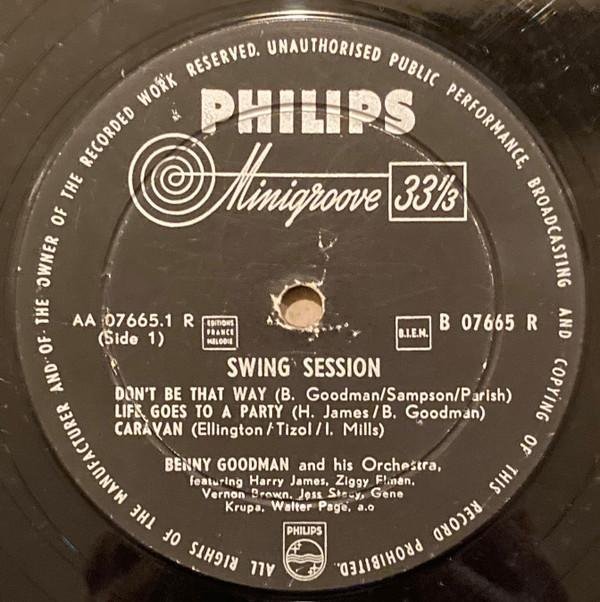 ALL RIGHTS OF THE MANUFACTURER AND OF THE OWNER OF THE RECORDED WORK RESERVED. UNAUTHORISED PUBLIC PERFORMANCE, BROADCASTING AND COPYING OF THIS RECORD PROHIBITED.
PHILIPS
Minigroove 33 1/3
AA 07665.1 R
(Side 1)
EDITIONS
FRANCE
MELODIE
B.I.E.M.
B 07665 R
SWING SESSION
DON'T BE THAT WAY (B. Goodman/Sampson/Parish)
LIFE GOES TO A PARTY (H. James/B. Goodman)
CARAVAN (Ellington/Tizol/I. Mills)
BENNY GOODMAN and his Orchestra,
featuring Harry James, Ziggy Elman,
Vernon Brown, Jess Stacy, Gene
Krupa, Walter Page, a.o
PHILIPS